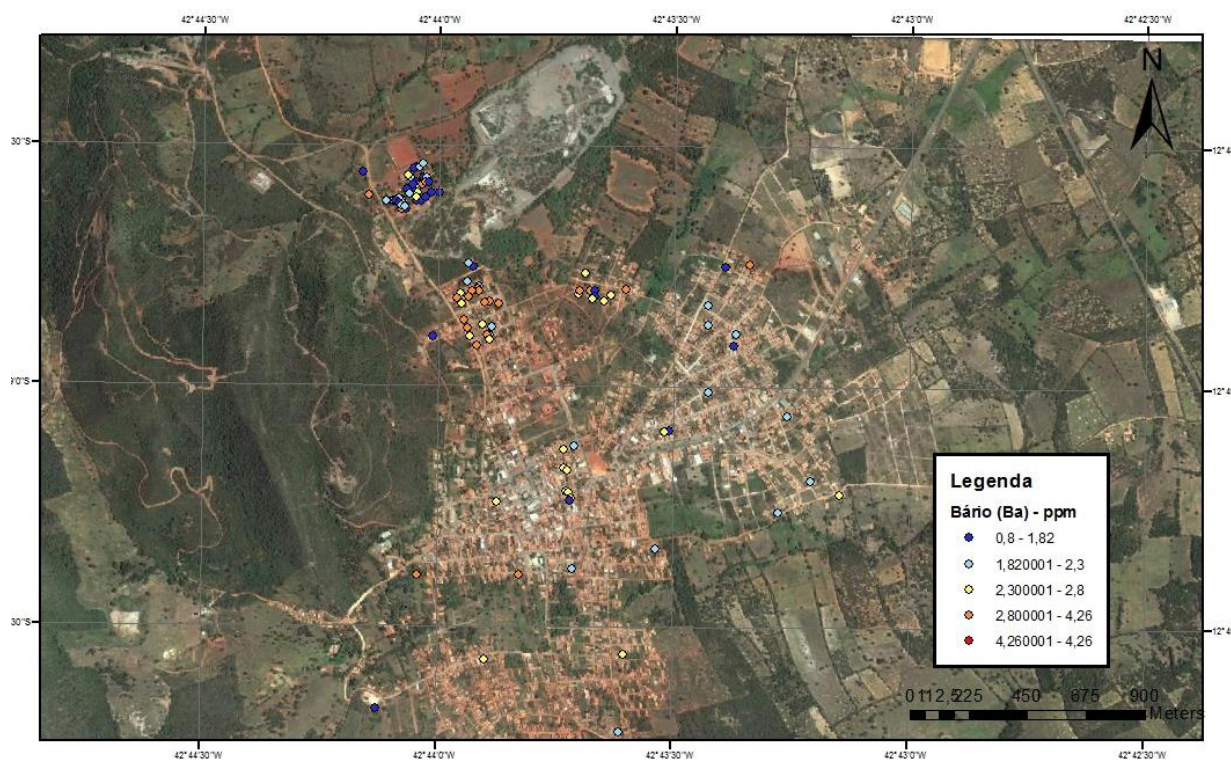 42°44'30"W 42°44'0"W 42°43'30"W 42°43'0"W 42°42'30"W
N
30"S 12°4
0'0"S 12°4
Legenda
Bário (Ba) - ppm
0,8 - 1,82
1,820001 - 2,3
2,300001 - 2,8
2,800001 - 4,26
4,260001 - 4,26
30"S 12°4
0 112,5 225 450 675 900
Meters
42°44'30"W 42°44'0"W 42°43'30"W 42°43'0"W 42°42'30"W